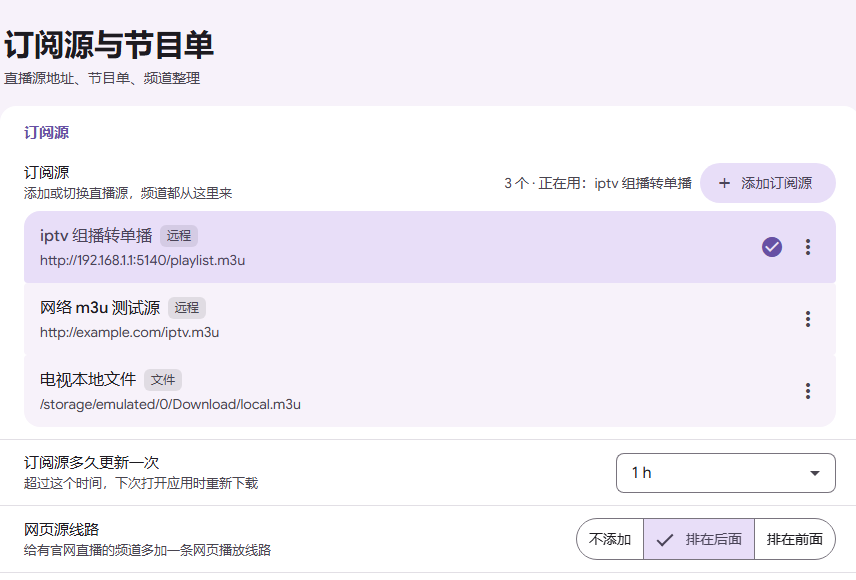 订阅源与节目单
直播源地址、节目单、频道整理
订阅源
订阅源
添加或切换直播源，频道都从这里来
3 个 · 正在用：iptv 组播转单播
+ 添加订阅源
iptv 组播转单播 远程
http://192.168.1.1:5140/playlist.m3u
网络 m3u 测试源 远程
http://example.com/iptv.m3u
电视本地文件 文件
/storage/emulated/0/Download/local.m3u
订阅源多久更新一次
超过这个时间，下次打开应用时重新下载
1 h
网页源线路
给有官网直播的频道多加一条网页播放线路
不添加 排在后面 排在前面